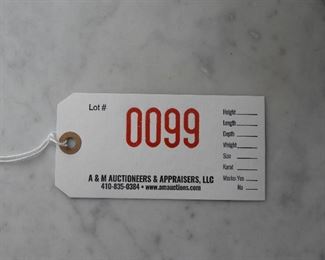 Lot #
0099
Height
Length
Depth
Weight
Size
Karat
Yes
No
A & M AUCTIONEERS & APPRAISERS, LLC
410-835-0384 • www.amauctions.com